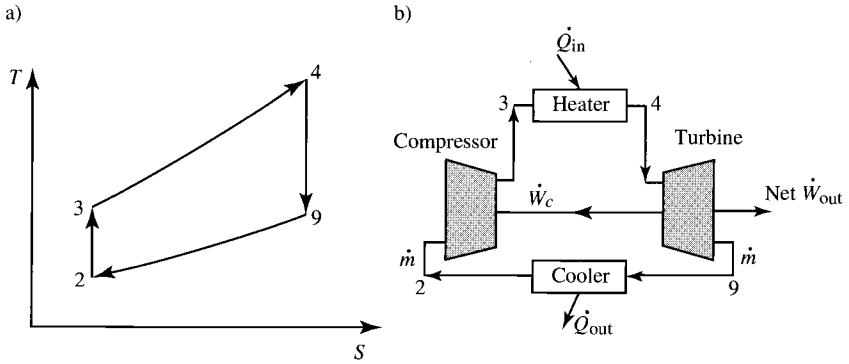 a)
T
4
3
9
2
S
b)
Q̇in
3
Heater
4
Compressor
Turbine
Ẇc
Net Ẇout
ṁ
ṁ
2
Cooler
9
Q̇out